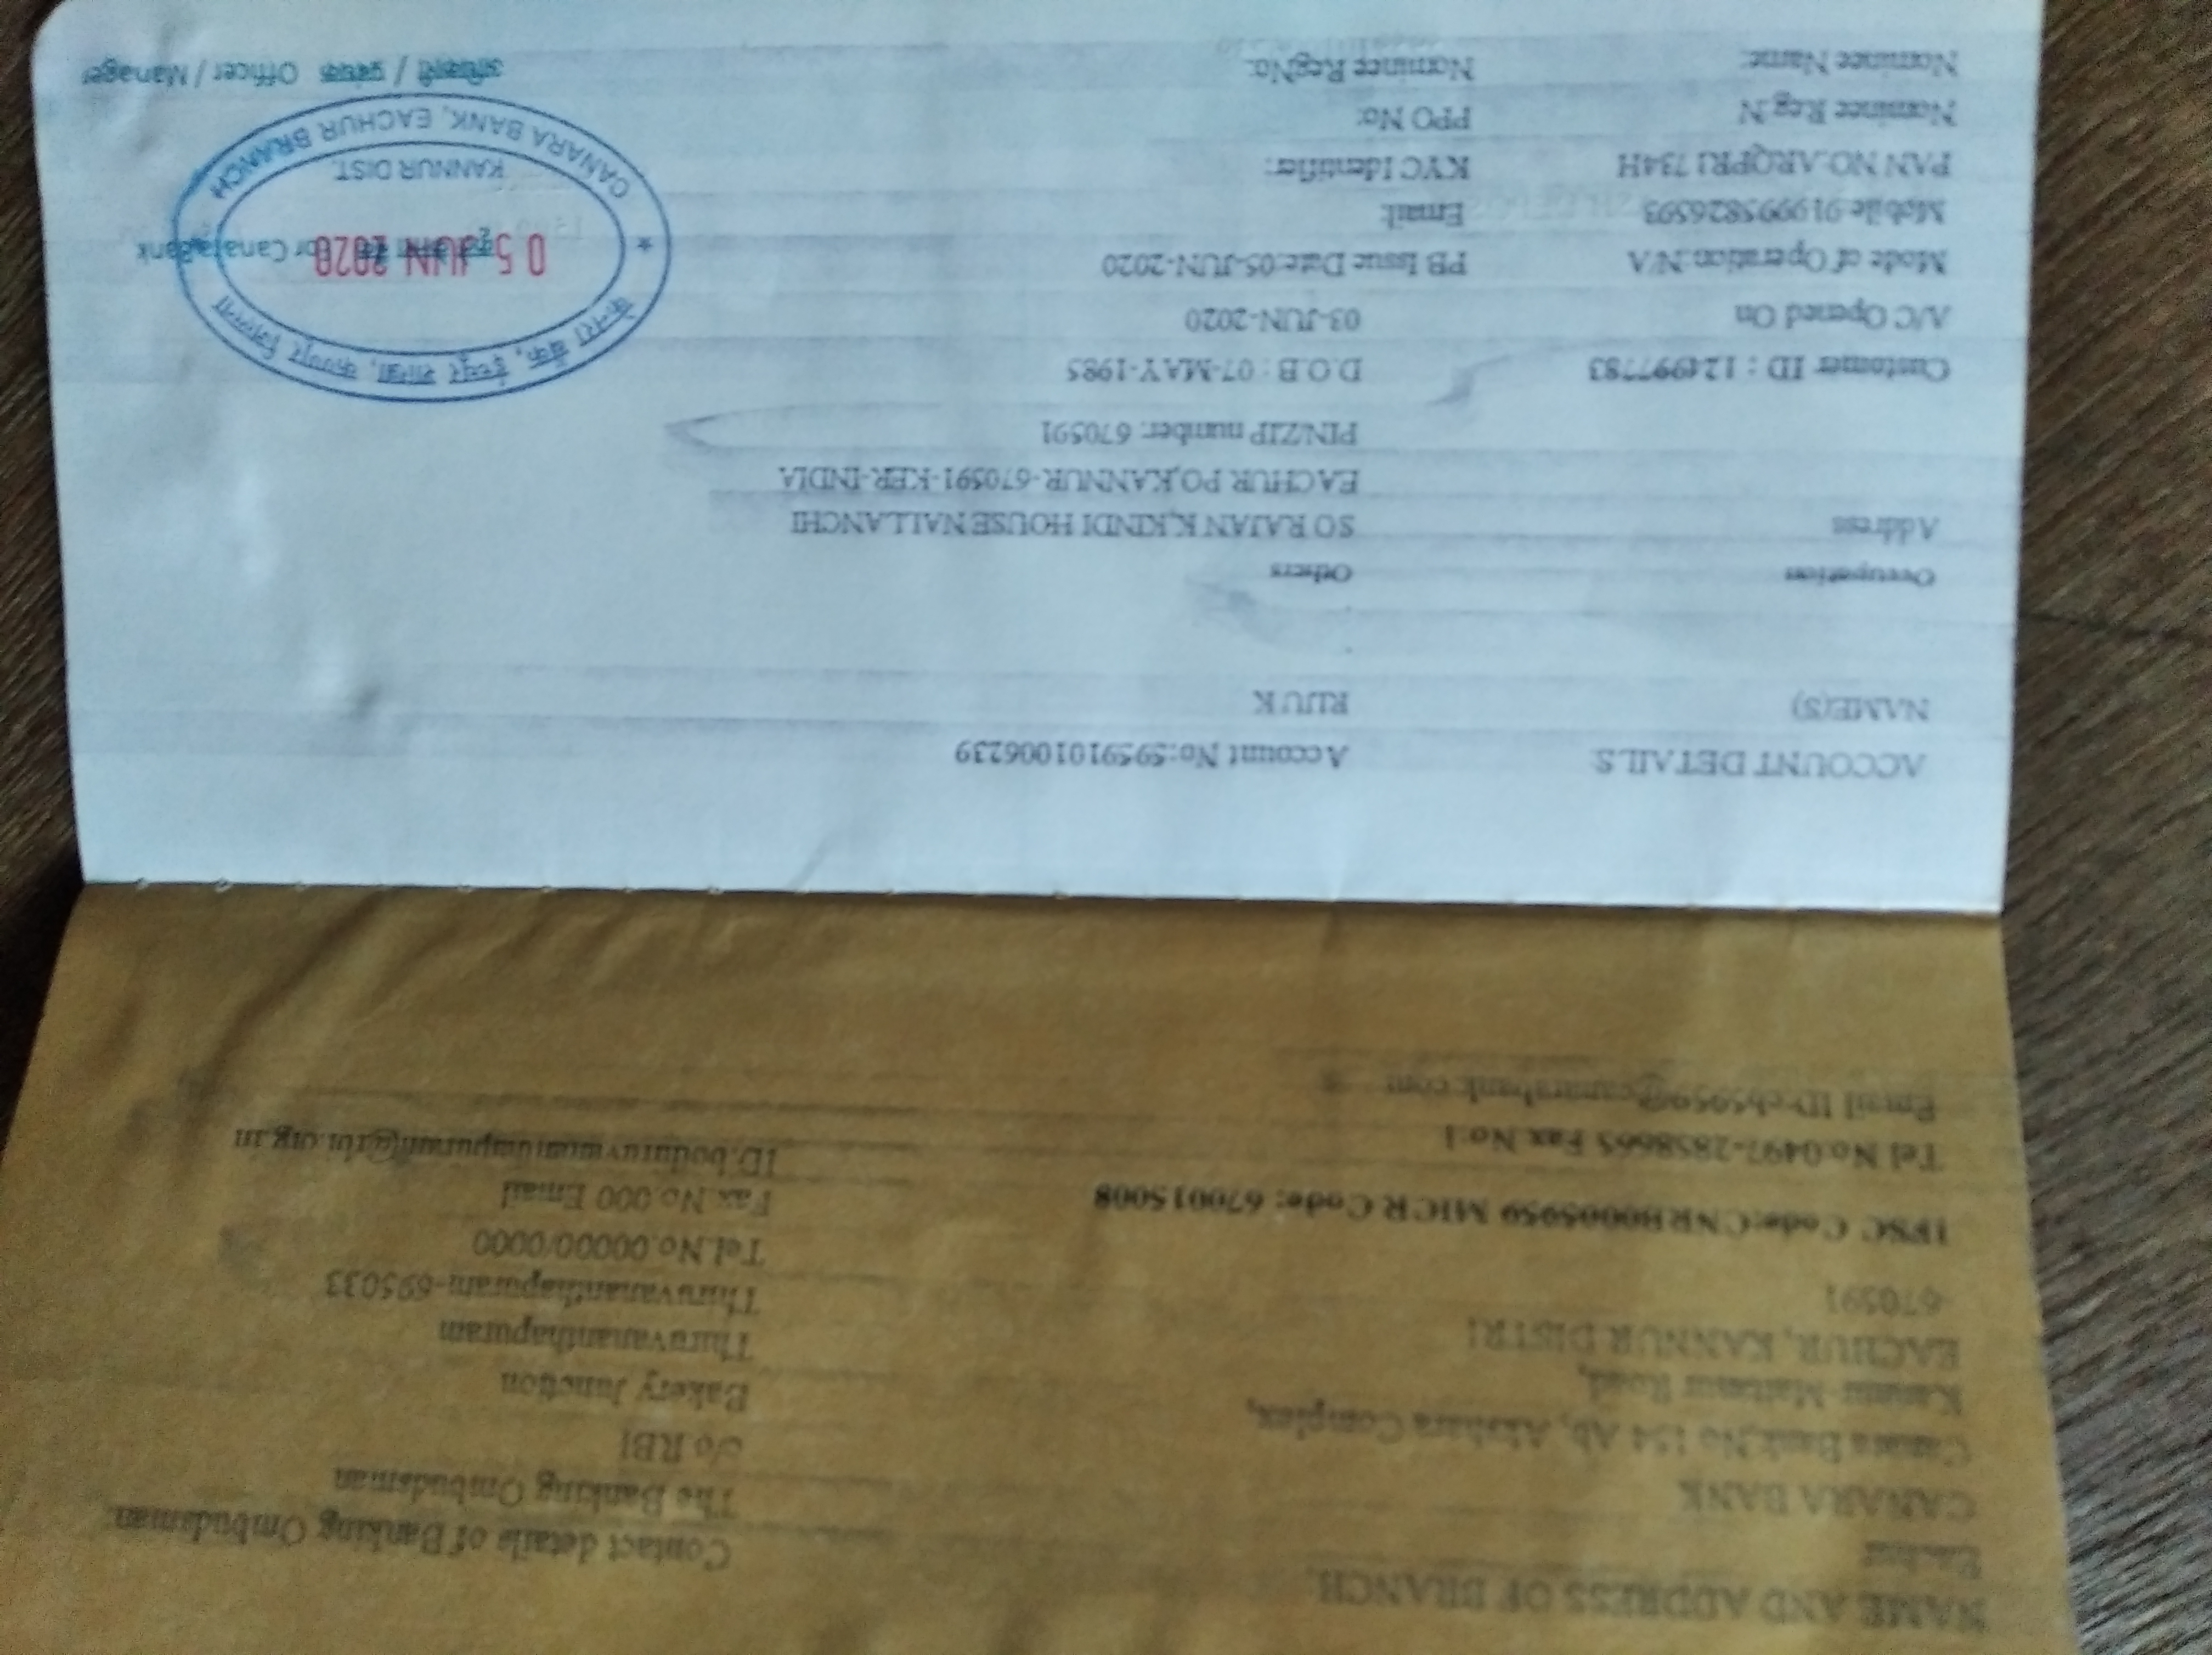 NAME AND ADDRESS OF BRANCH,
Eachur
CANARA BANK
Canara Bank,No 154 Ab, Akshara Complex,
Kannur Mattanur Road,
EACHUR, KANNUR DISTRI
-670591
IFSC Code:CNRB0005959 MICR Code: 670015008
Tel No:0497-2858665 Fax No:1
Email ID:cb5959@canarabank.com
Contact details of Banking Ombudsman:
The Banking Ombudsman
c/o RBI
Bakery Junction
Thiruvananthapuram
Thiruvananthapuram-695033
Tel.No.00000/0000
Fax No.000 Email
ID:bothiruvananthapuram@rbi.org.in
ACCOUNT DETAILS Account No:5959101006239
NAME(S) RIJU K
Occupation Others
Address SO RAJAN K,KINDI HOUSE NALLANCHI
EACHUR PO,KANNUR-670591-KER-INDIA
PIN/ZIP number: 670591
Customer ID : 124997783 D.O.B : 07-MAY-1985
A/C Opened On 03-JUN-2020
Mode of Operation:N/A PB Issue Date:05-JUN-2020
Mobile 919995826593 Email:
PAN NO.ARQPR1734H KYC Identifier:
Nominee Reg.N PPO No:
Nominee Name: Nominee RegNo:
केनरा बैंक, ईच्चूर शाखा, कण्णूर जिल्ला
05 JUN 2020
KANNUR DIST.
CANARA BANK, EACHUR BRANCH
For Canara Bank
अधिकारी / प्रबंधक Officer / Manager